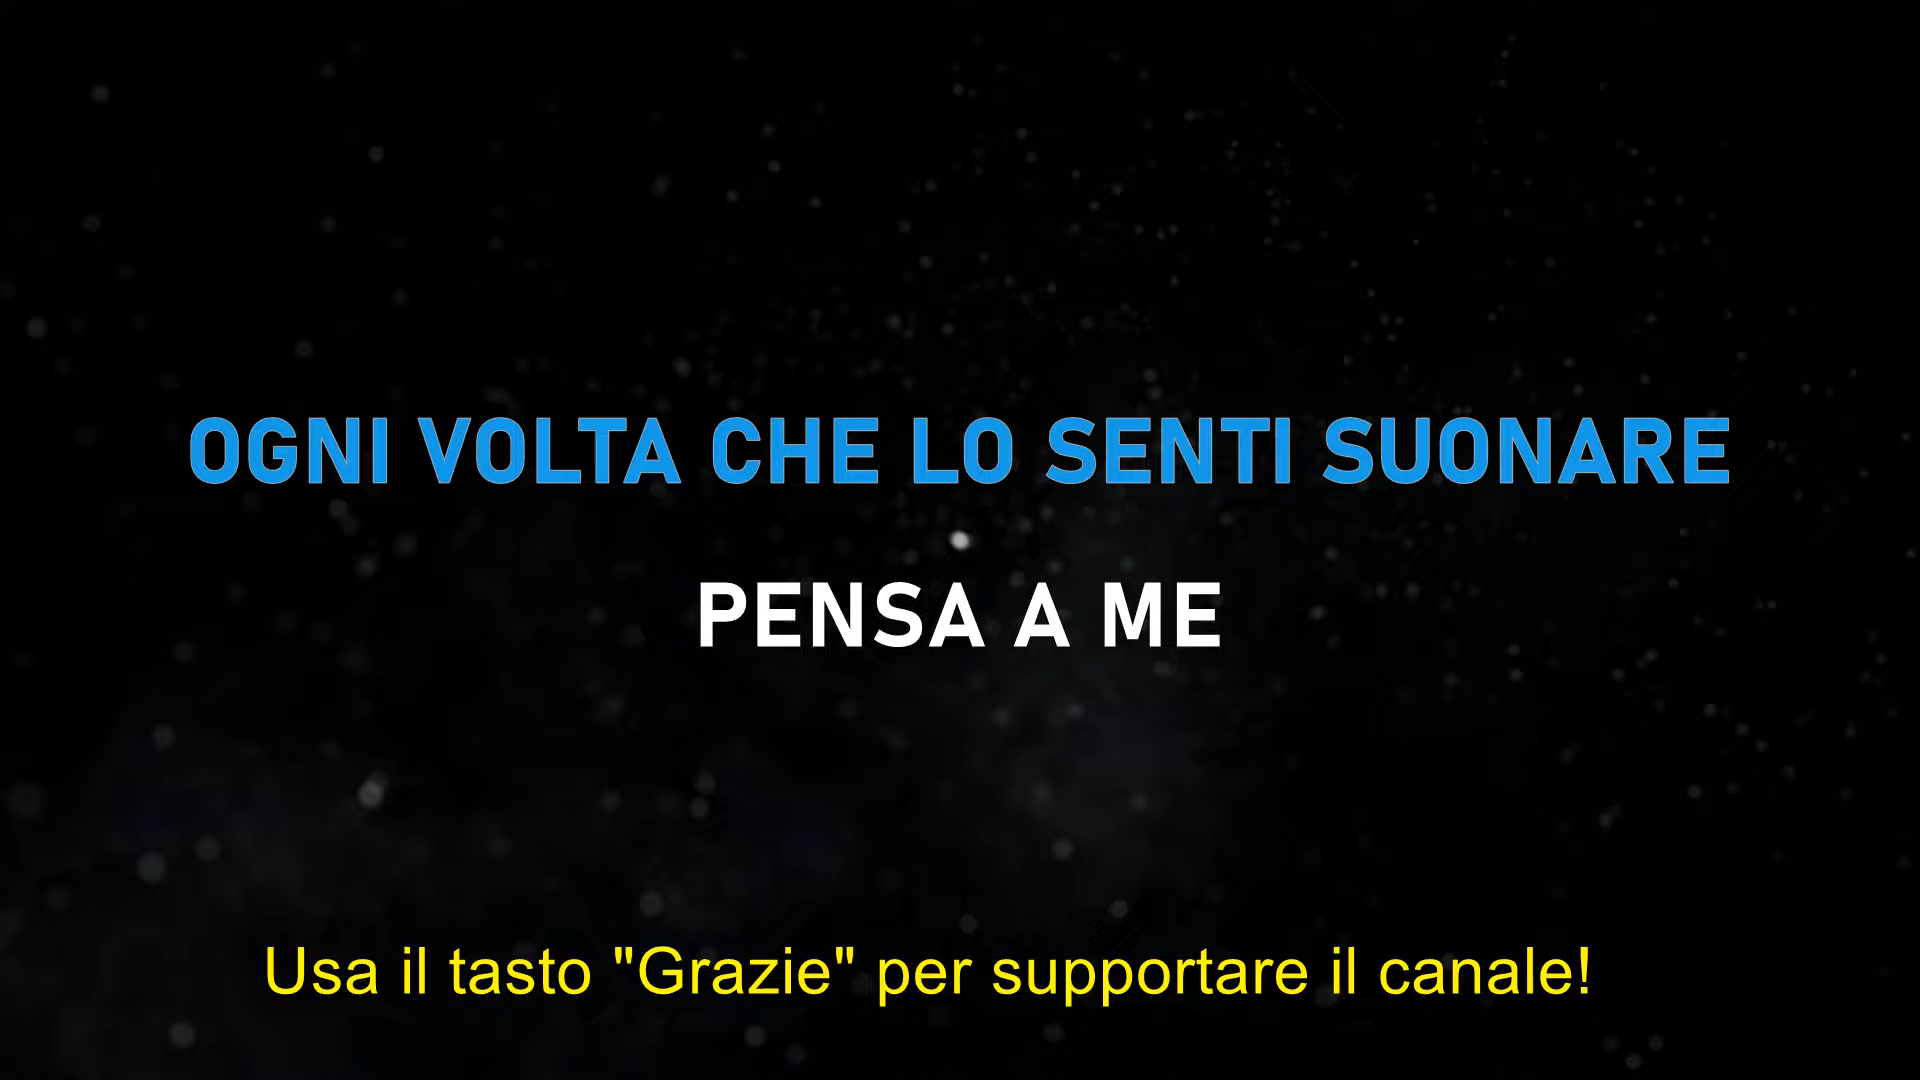 OGNI VOLTA CHE LO SENTI SUONARE
PENSA A ME
Usa il tasto "Grazie" per supportare il canale!